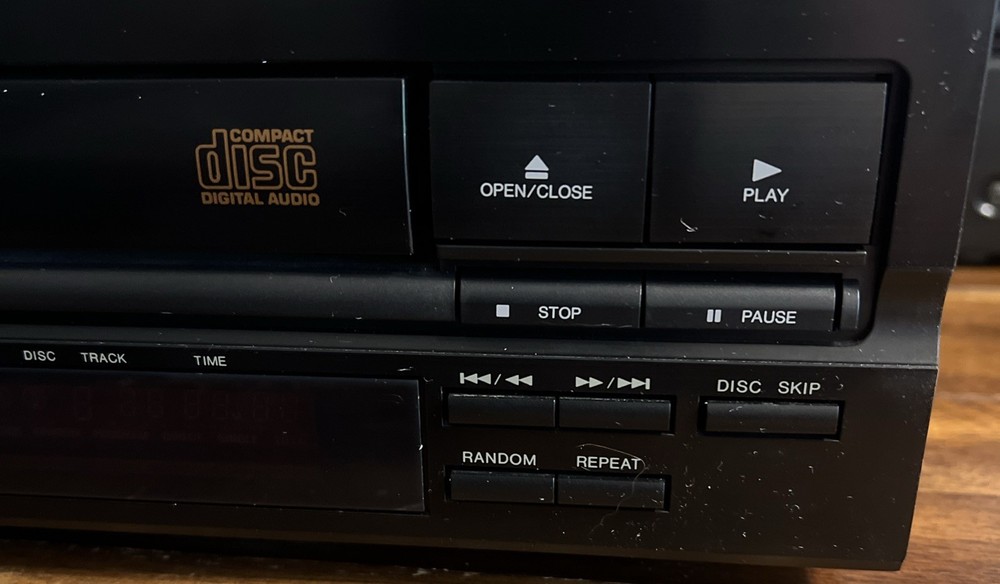 COMPACT
disc
DIGITAL AUDIO
OPEN/CLOSE
PLAY
STOP
PAUSE
DISC TRACK TIME
DISC SKIP
RANDOM REPEAT